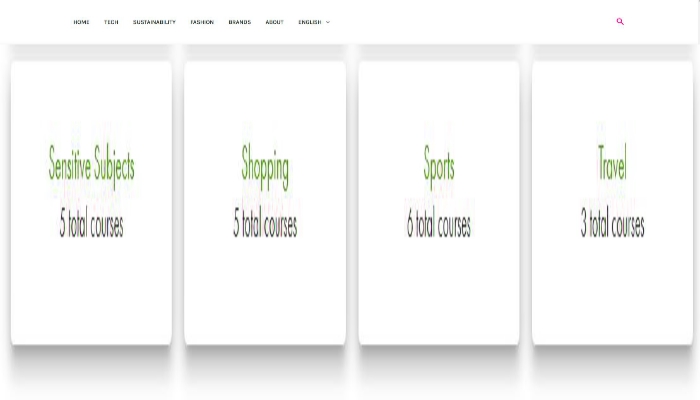 HOME TECH SUSTAINABILITY FASHION BRANDS ABOUT ENGLISH
Sensitive Subjects
5 total courses
Shopping
5 total courses
Sports
6 total courses
Travel
3 total courses